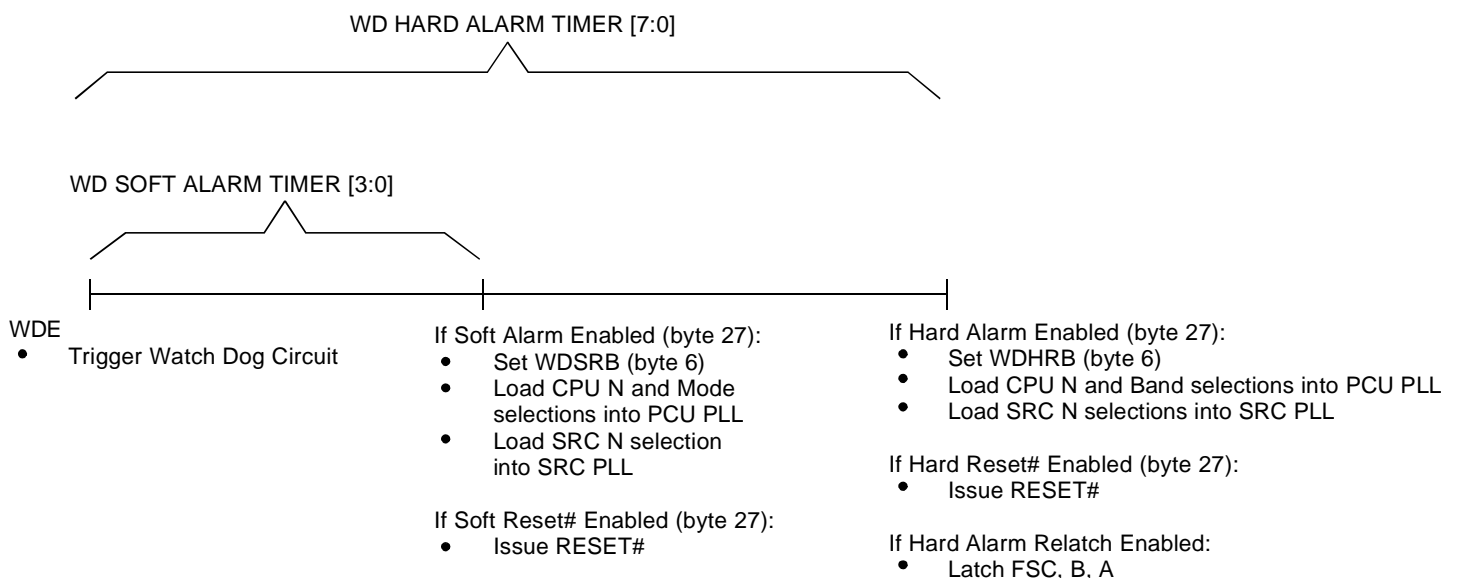 WD HARD ALARM TIMER [7:0]
WD SOFT ALARM TIMER [3:0]
WDE
• Trigger Watch Dog Circuit
If Soft Alarm Enabled (byte 27):
• Set WDSRB (byte 6)
• Load CPU N and Mode
selections into PCU PLL
• Load SRC N selection
into SRC PLL
If Soft Reset# Enabled (byte 27):
• Issue RESET#
If Hard Alarm Enabled (byte 27):
• Set WDHRB (byte 6)
• Load CPU N and Band selections into PCU PLL
• Load SRC N selections into SRC PLL
If Hard Reset# Enabled (byte 27):
• Issue RESET#
If Hard Alarm Relatch Enabled:
• Latch FSC, B, A